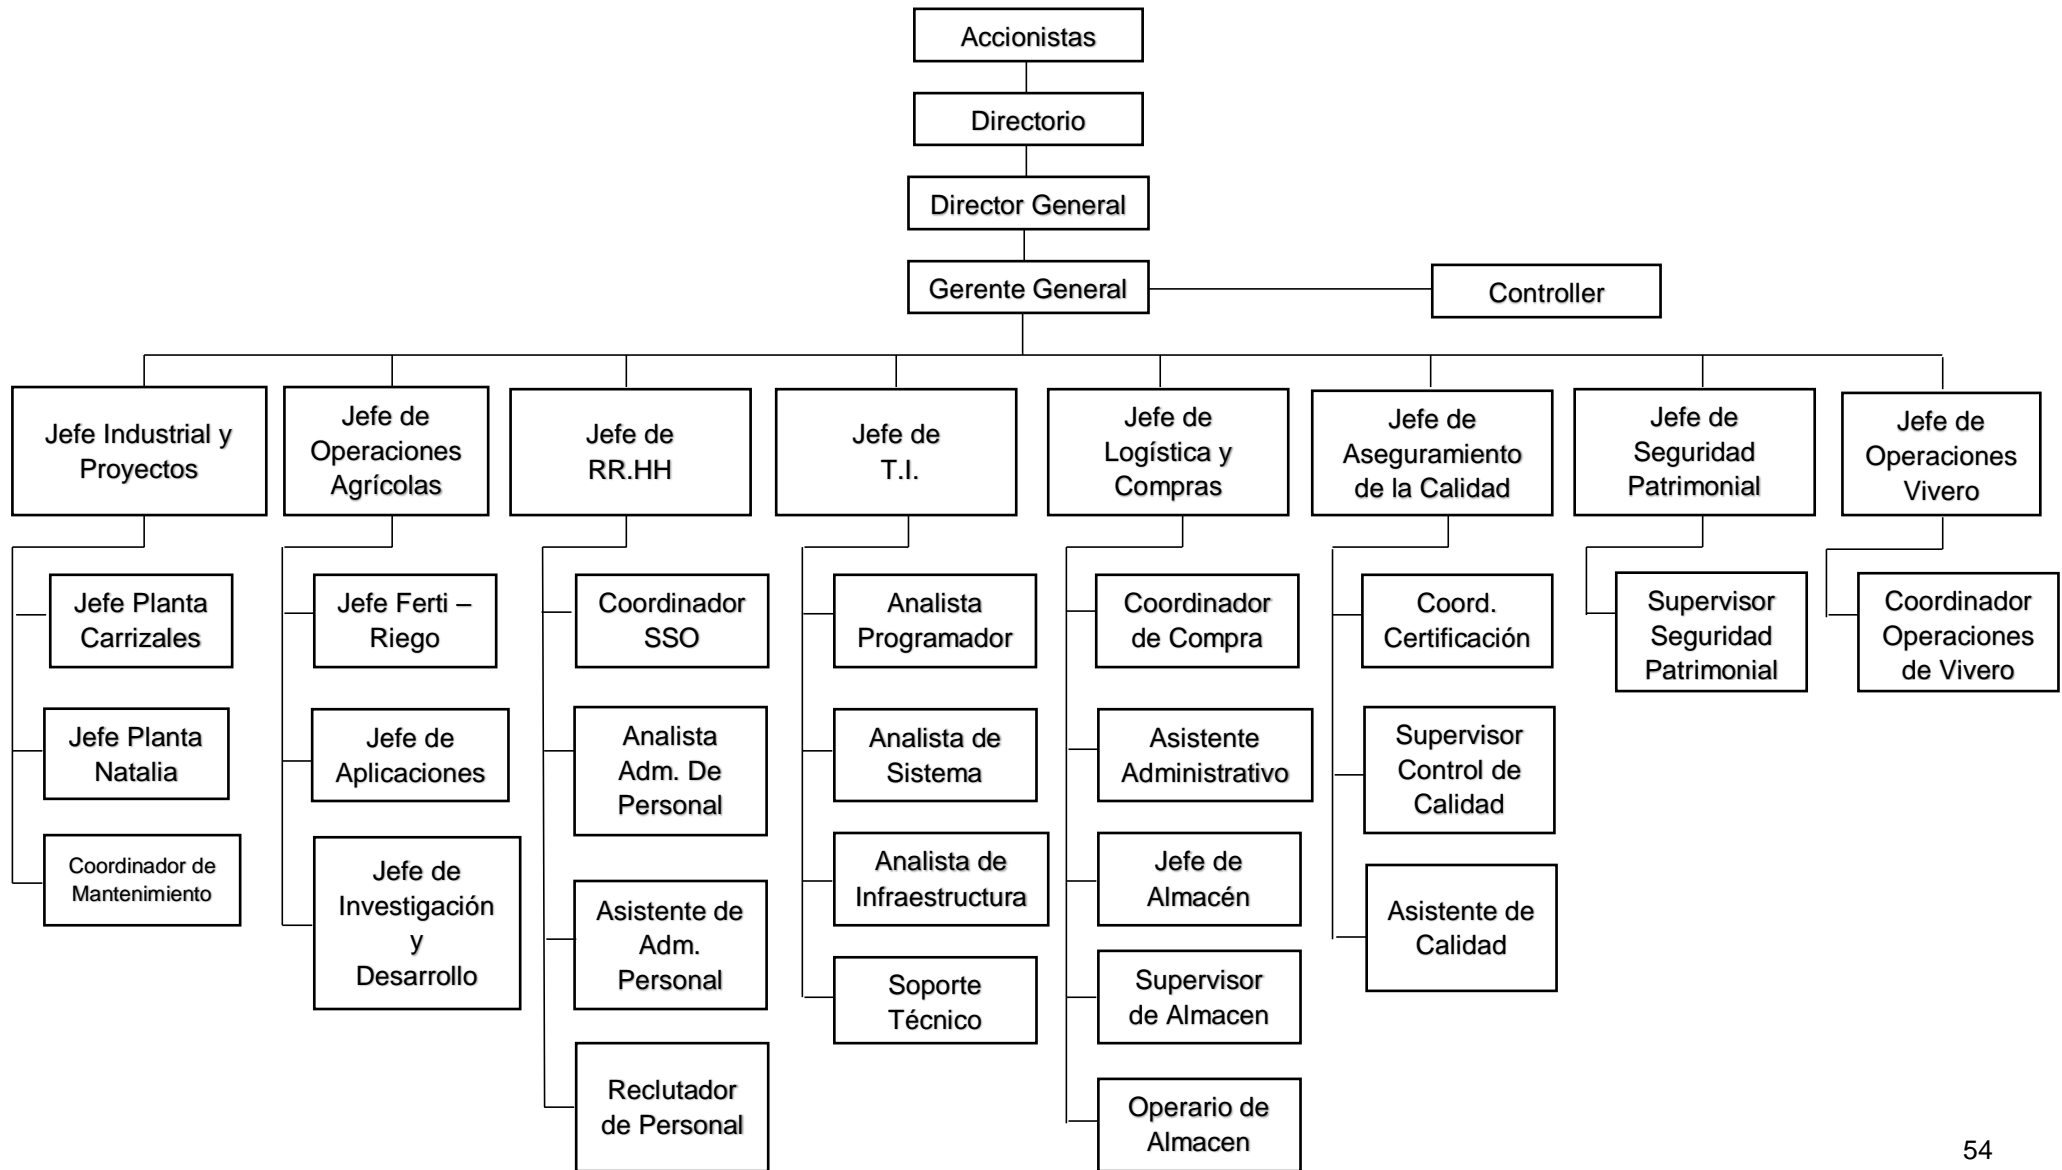 Accionistas
Directorio
Director General
Gerente General
Controller
Jefe Industrial y
Proyectos
Jefe de
Operaciones
Agrícolas
Jefe de
RR.HH
Jefe de
T.I.
Jefe de
Logística y
Compras
Jefe de
Aseguramiento
de la Calidad
Jefe de
Seguridad
Patrimonial
Jefe de
Operaciones
Vivero
Jefe Planta
Carrizales
Jefe Ferti –
Riego
Coordinador
SSO
Analista
Programador
Coordinador
de Compra
Coord.
Certificación
Supervisor
Seguridad
Patrimonial
Coordinador
Operaciones
de Vivero
Jefe Planta
Natalia
Jefe de
Aplicaciones
Analista
Adm. De
Personal
Analista de
Sistema
Asistente
Administrativo
Supervisor
Control de
Calidad
Coordinador de
Mantenimiento
Jefe de
Investigación
y
Desarrollo
Asistente de
Adm.
Personal
Analista de
Infraestructura
Jefe de
Almacén
Asistente de
Calidad
Soporte
Técnico
Supervisor
de Almacen
Reclutador
de Personal
Operario de
Almacen
54